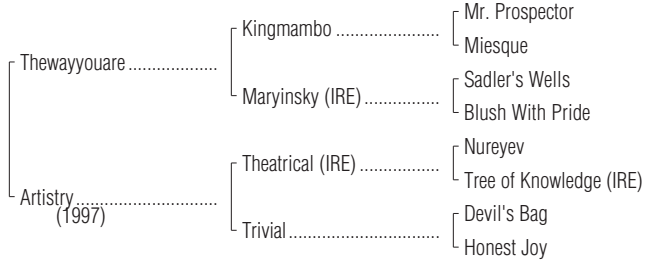 Mr. Prospector
Kingmambo ....................
Miesque
Thewayyouare .................
Sadler's Wells
Maryinsky (IRE) ..............
Blush With Pride
Nureyev
Theatrical (IRE) ...............
Tree of Knowledge (IRE)
Artistry ...........................
(1997)
Devil's Bag
Trivial .............................
Honest Joy